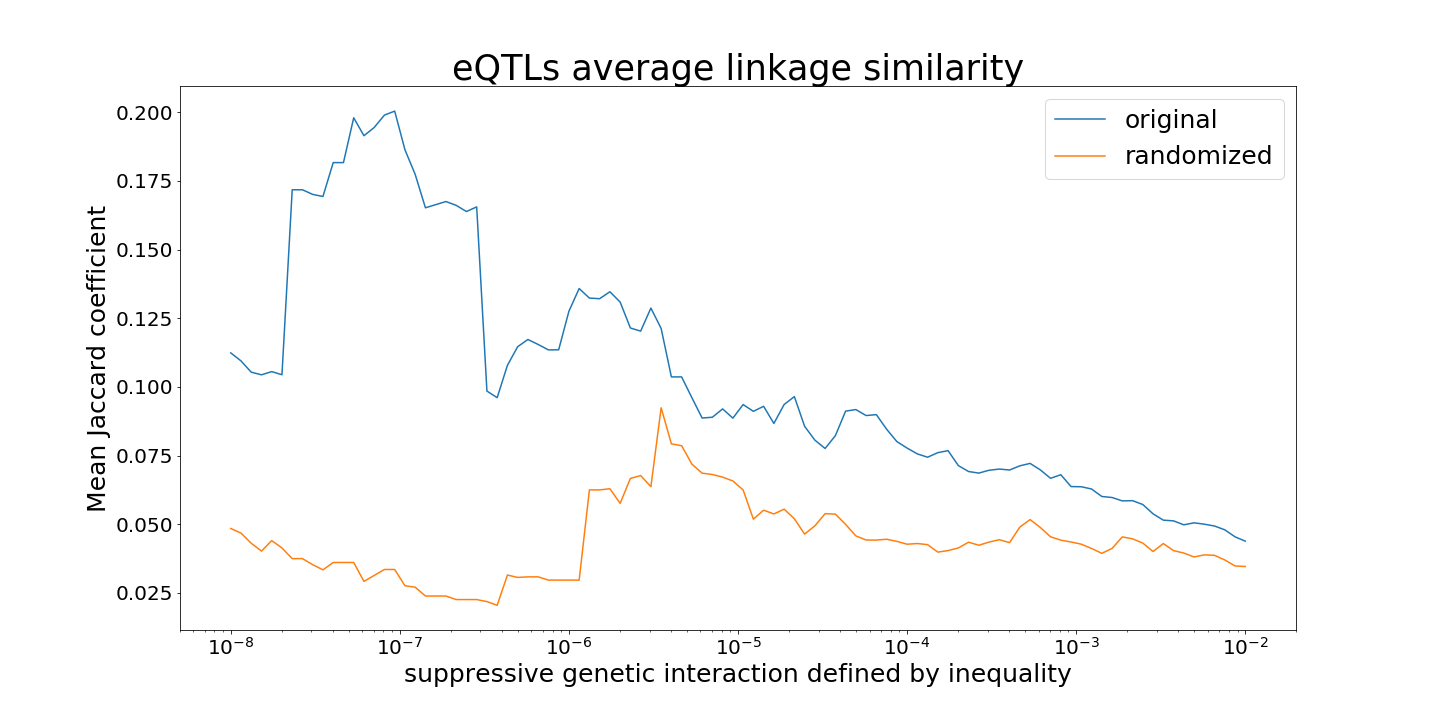 eQTLs average linkage similarity
original
randomized
Mean Jaccard coefficient
0.200
0.175
0.150
0.125
0.100
0.075
0.050
0.025
10⁻⁸ 10⁻⁷ 10⁻⁶ 10⁻⁵ 10⁻⁴ 10⁻³ 10⁻²
suppressive genetic interaction defined by inequality